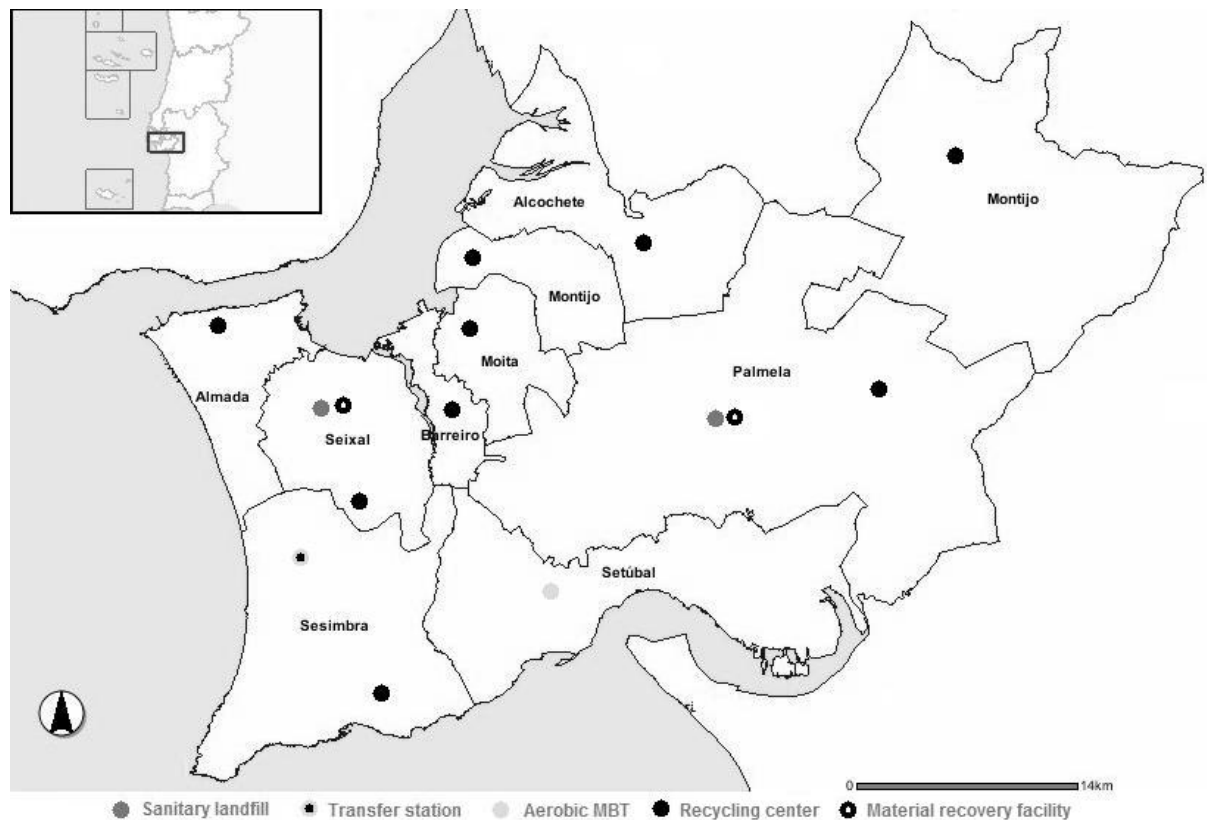 Alcochete
Montijo
Montijo
Moita
Palmela
Almada
Seixal
Barreiro
Setúbal
Sesimbra
0 14km
Sanitary landfill Transfer station Aerobic MBT Recycling center Material recovery facility